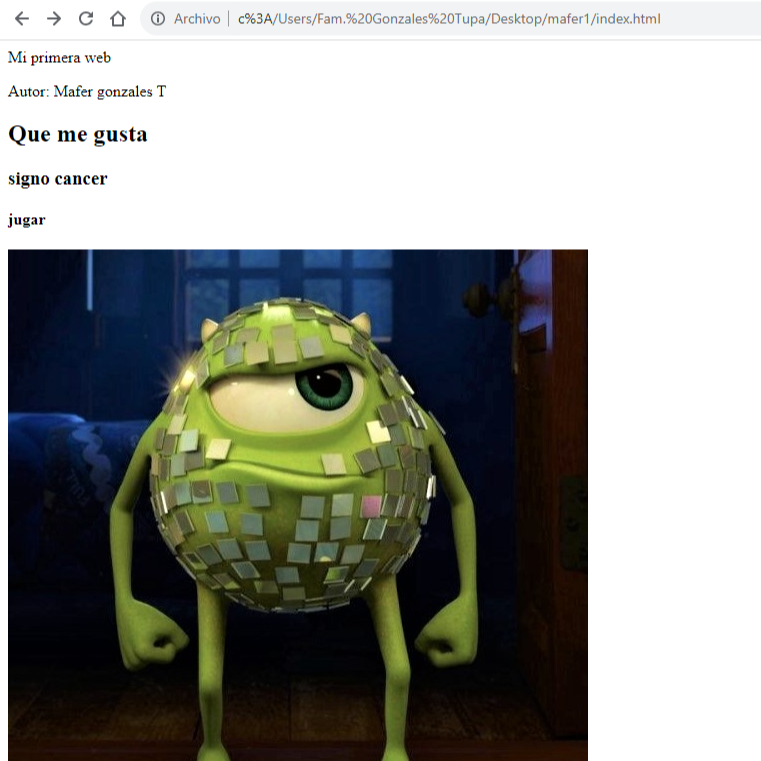 Archivo | c%3A/Users/Fam.%20Gonzales%20Tupa/Desktop/mafer1/index.html
Mi primera web
Autor: Mafer gonzales T
Que me gusta
signo cancer
jugar